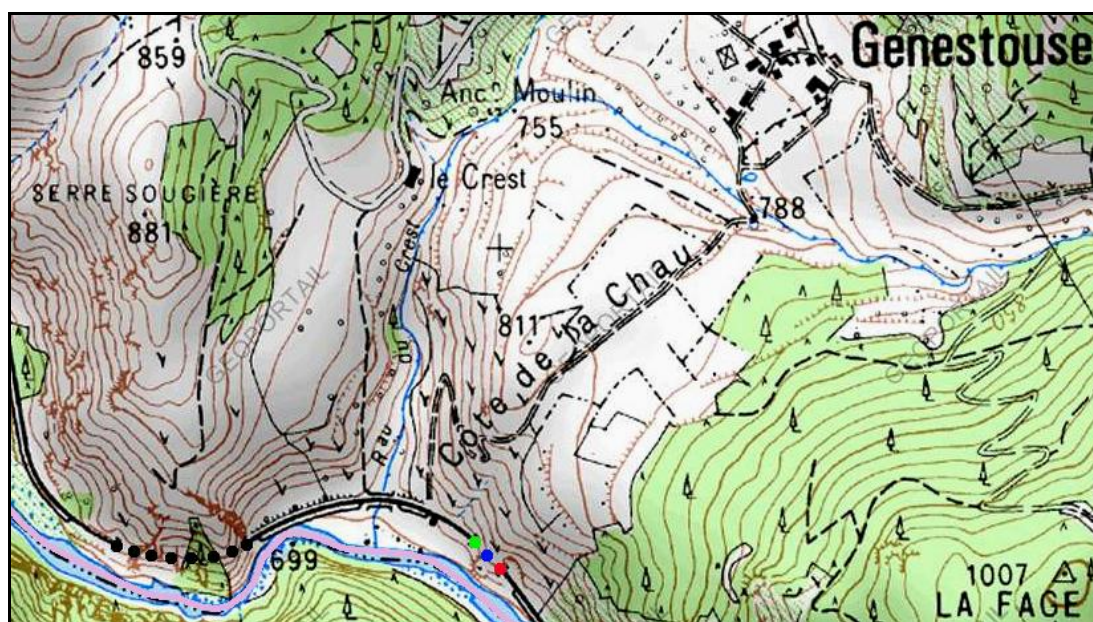 859
GEOPORTAIL
Genestouse
Anc.ⁿ Moulin
755
le Crest
SERRE SOUGIÈRE
881
788
Rau du Crest
Côte de la Chau
811
GEOPORTAIL
699
1007
LA FAGE